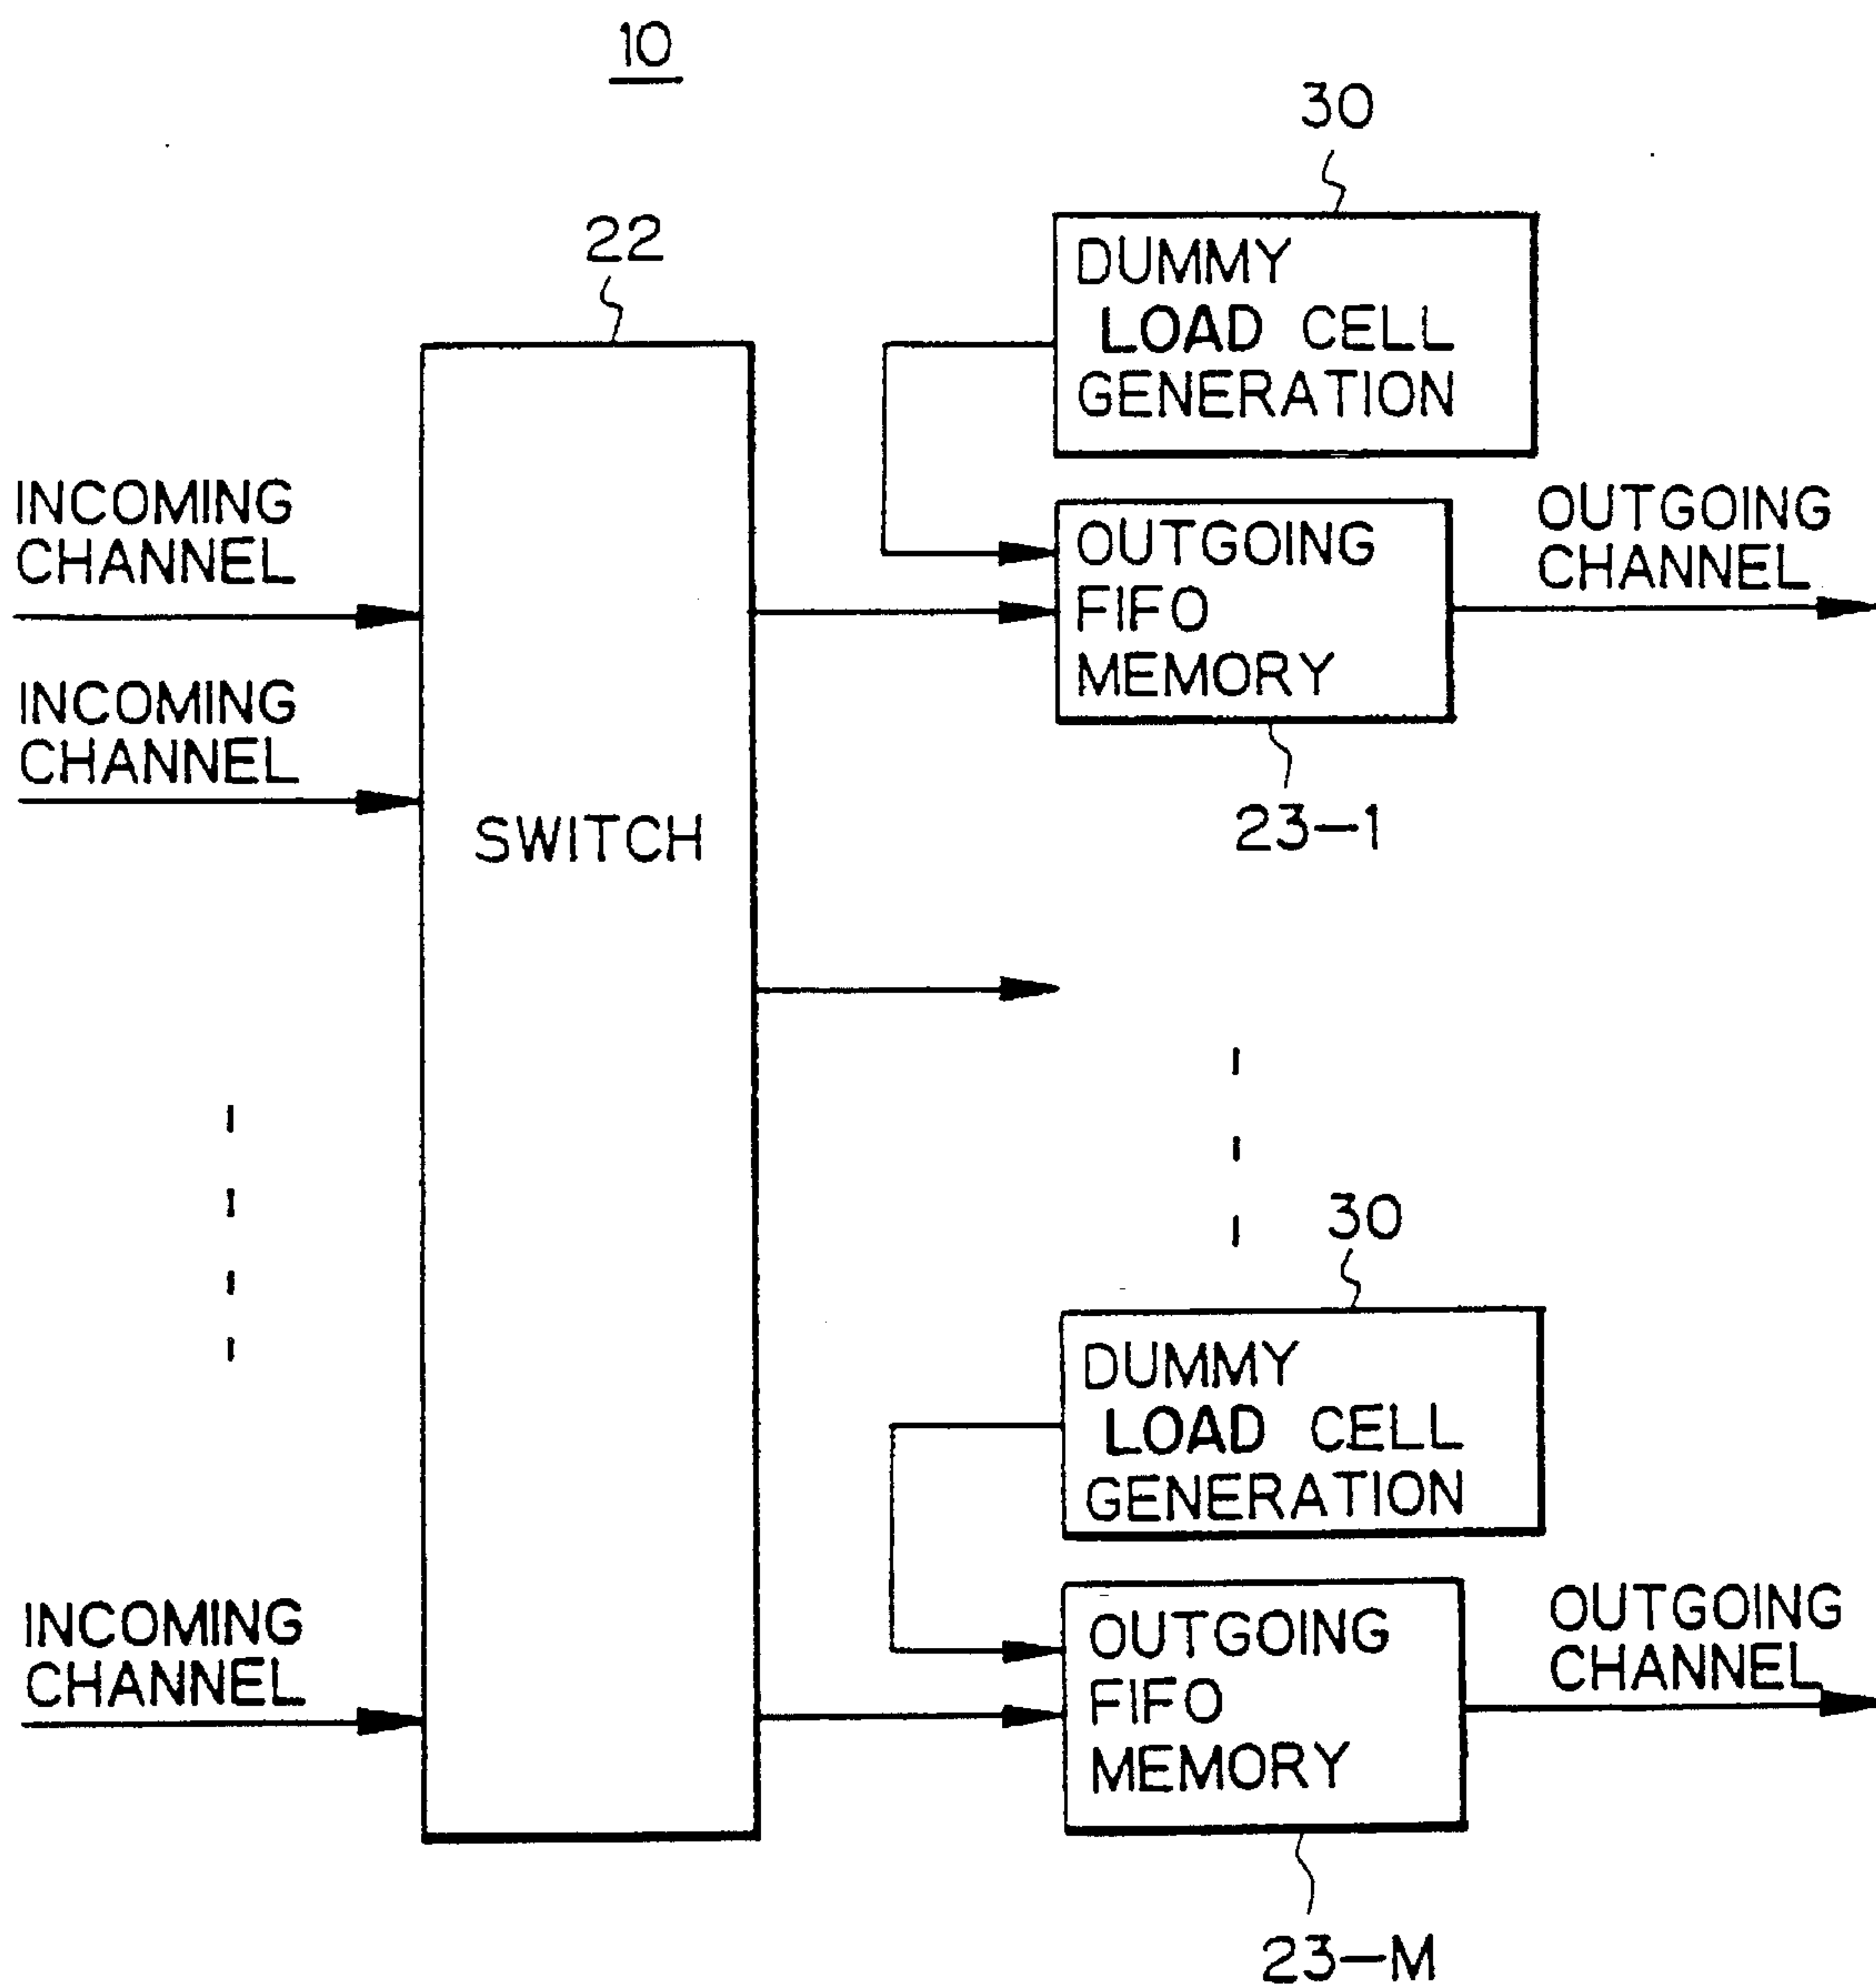 10
30
22
DUMMY
LOAD CELL
GENERATION
INCOMING
CHANNEL
OUTGOING
FIFO
MEMORY
OUTGOING
CHANNEL
INCOMING
CHANNEL
SWITCH
23-1
30
DUMMY
LOAD CELL
GENERATION
INCOMING
CHANNEL
OUTGOING
FIFO
MEMORY
OUTGOING
CHANNEL
23-M